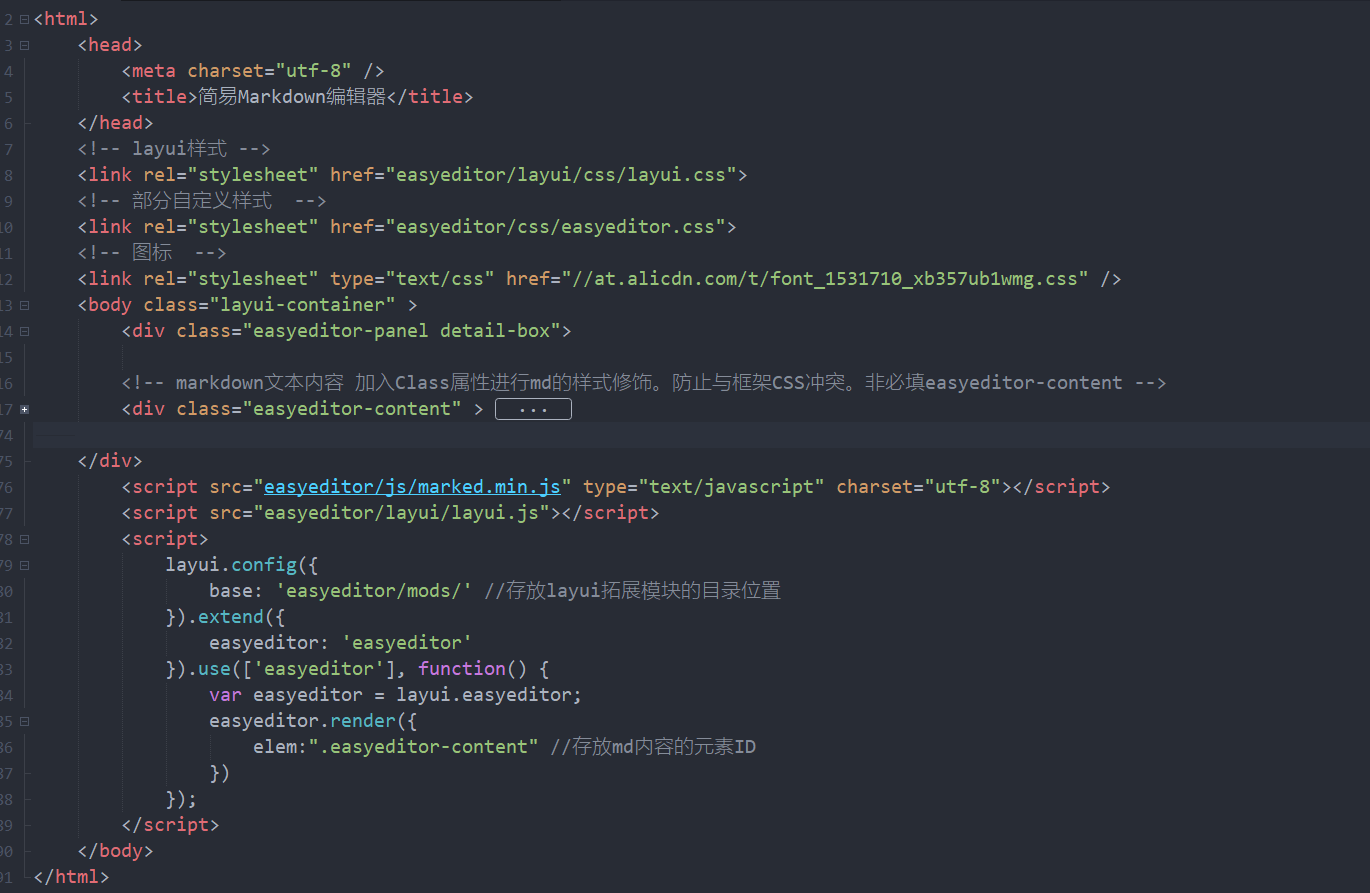 2 <html>
3 <head>
4 <meta charset="utf-8" />
5 <title>简易Markdown编辑器</title>
6 </head>
7 <!-- layui样式 -->
8 <link rel="stylesheet" href="easyeditor/layui/css/layui.css">
9 <!-- 部分自定义样式  -->
10 <link rel="stylesheet" href="easyeditor/css/easyeditor.css">
11 <!-- 图标  -->
12 <link rel="stylesheet" type="text/css" href="//at.alicdn.com/t/font_1531710_xb357ub1wmg.css" />
13 <body class="layui-container" >
14 <div class="easyeditor-panel detail-box">
15
16 <!-- markdown文本内容 加入Class属性进行md的样式修饰。防止与框架CSS冲突。非必填easyeditor-content -->
17 <div class="easyeditor-content" > ...
74
75 </div>
76 <script src="easyeditor/js/marked.min.js" type="text/javascript" charset="utf-8"></script>
77 <script src="easyeditor/layui/layui.js"></script>
78 <script>
79 layui.config({
80 base: 'easyeditor/mods/' //存放layui拓展模块的目录位置
81 }).extend({
82 easyeditor: 'easyeditor'
83 }).use(['easyeditor'], function() {
84 var easyeditor = layui.easyeditor;
85 easyeditor.render({
86 elem:".easyeditor-content" //存放md内容的元素ID
87 })
88 });
89 </script>
90 </body>
91 </html>